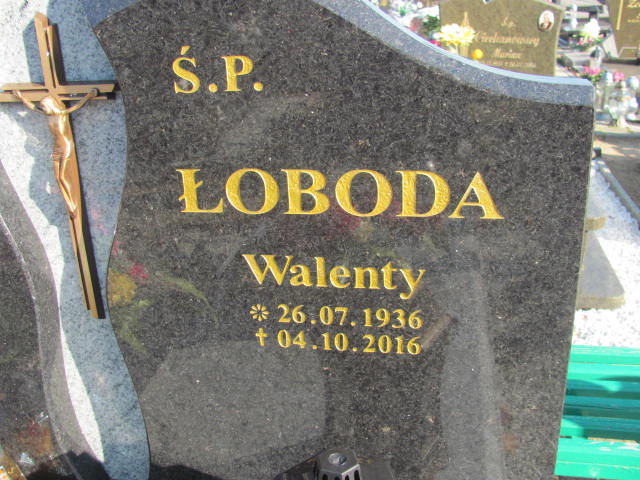 Ś.P.
ŁOBODA
Walenty
* 26.07.1936
† 04.10.2016
Ś.P.